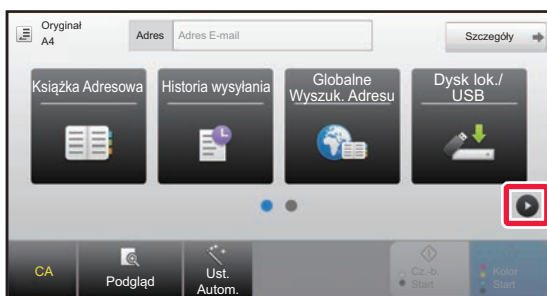 Oryginał
A4
Adres
Adres E-mail
Szczegóły
Książka Adresowa
Historia wysyłania
Globalne
Wyszuk. Adresu
Dysk lok./
USB
CA
Podgląd
Ust.
Autom.
Cz.-b.
Start
Kolor
Start